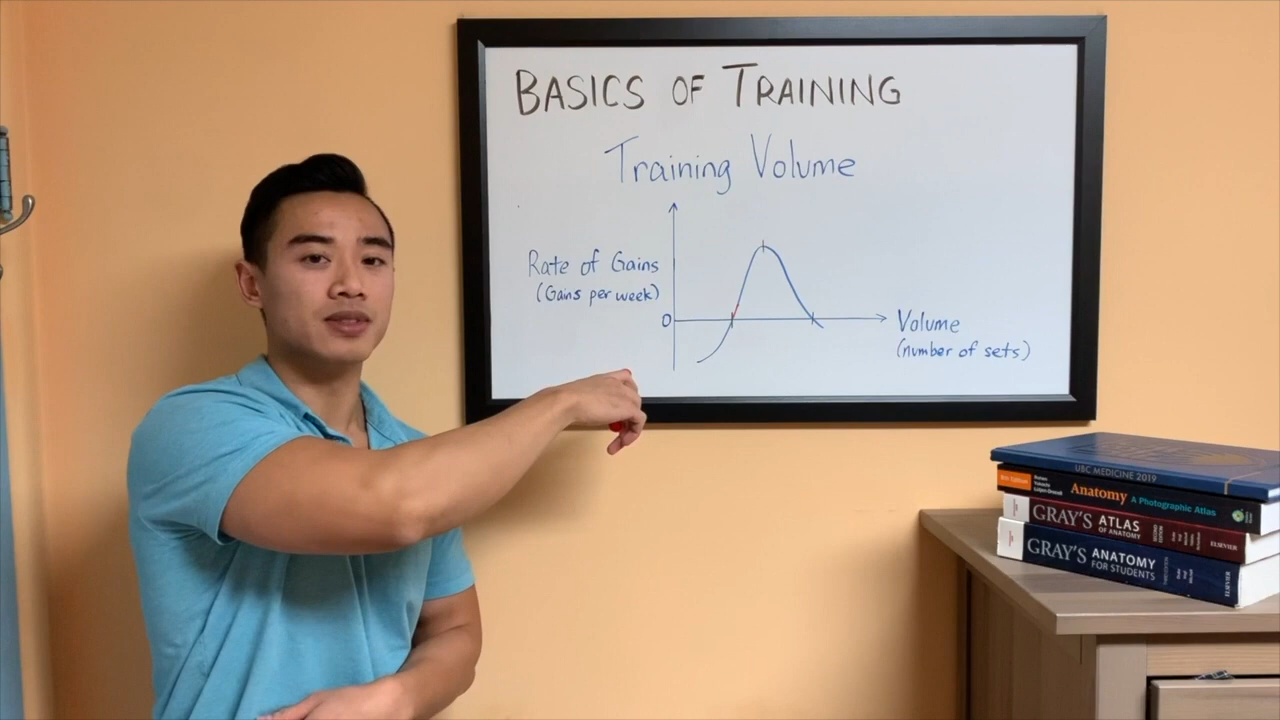 BASICS OF TRAINING
Training Volume
Rate of Gains
(Gains per week)
0
Volume
(number of sets)
UBC MEDICINE 2019
Anatomy A Photographic Atlas
GRAY'S ATLAS
OF ANATOMY
ELSEVIER
GRAY'S ANATOMY
FOR STUDENTS